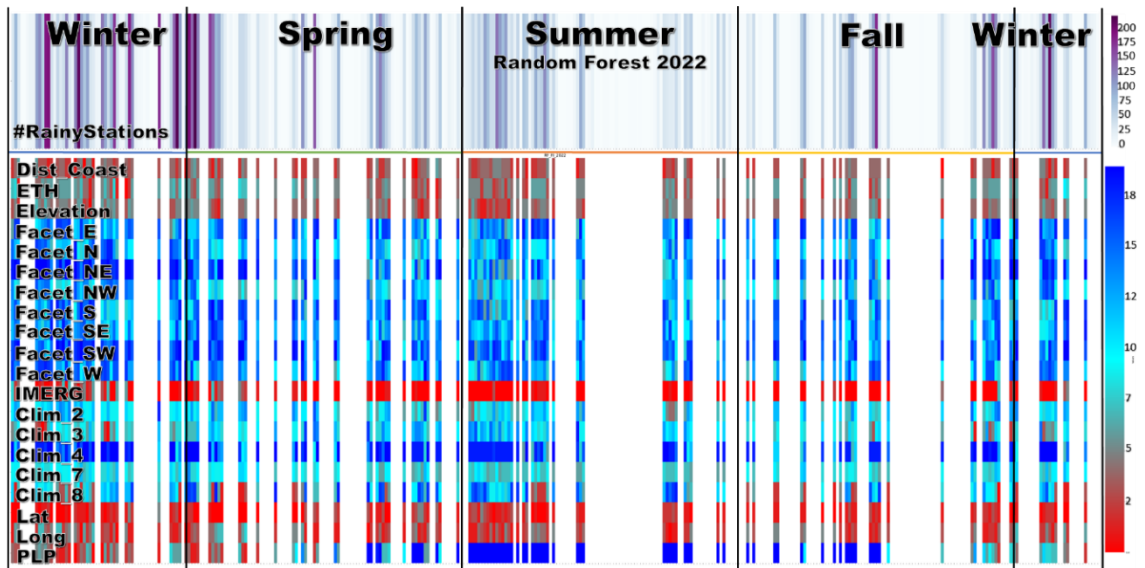 Winter Spring Summer Fall Winter
Random Forest 2022
#RainyStations
200
175
150
125
100
75
50
25
0
Dist_Coast
ETH
Elevation
Facet_E
Facet_N
Facet_NE
Facet_NW
Facet_S
Facet_SE
Facet_SW
Facet_W
IMERG
Clim_2
Clim_3
Clim_4
Clim_7
Clim_8
Lat
Long
PLP
18
12
10
7
5
2